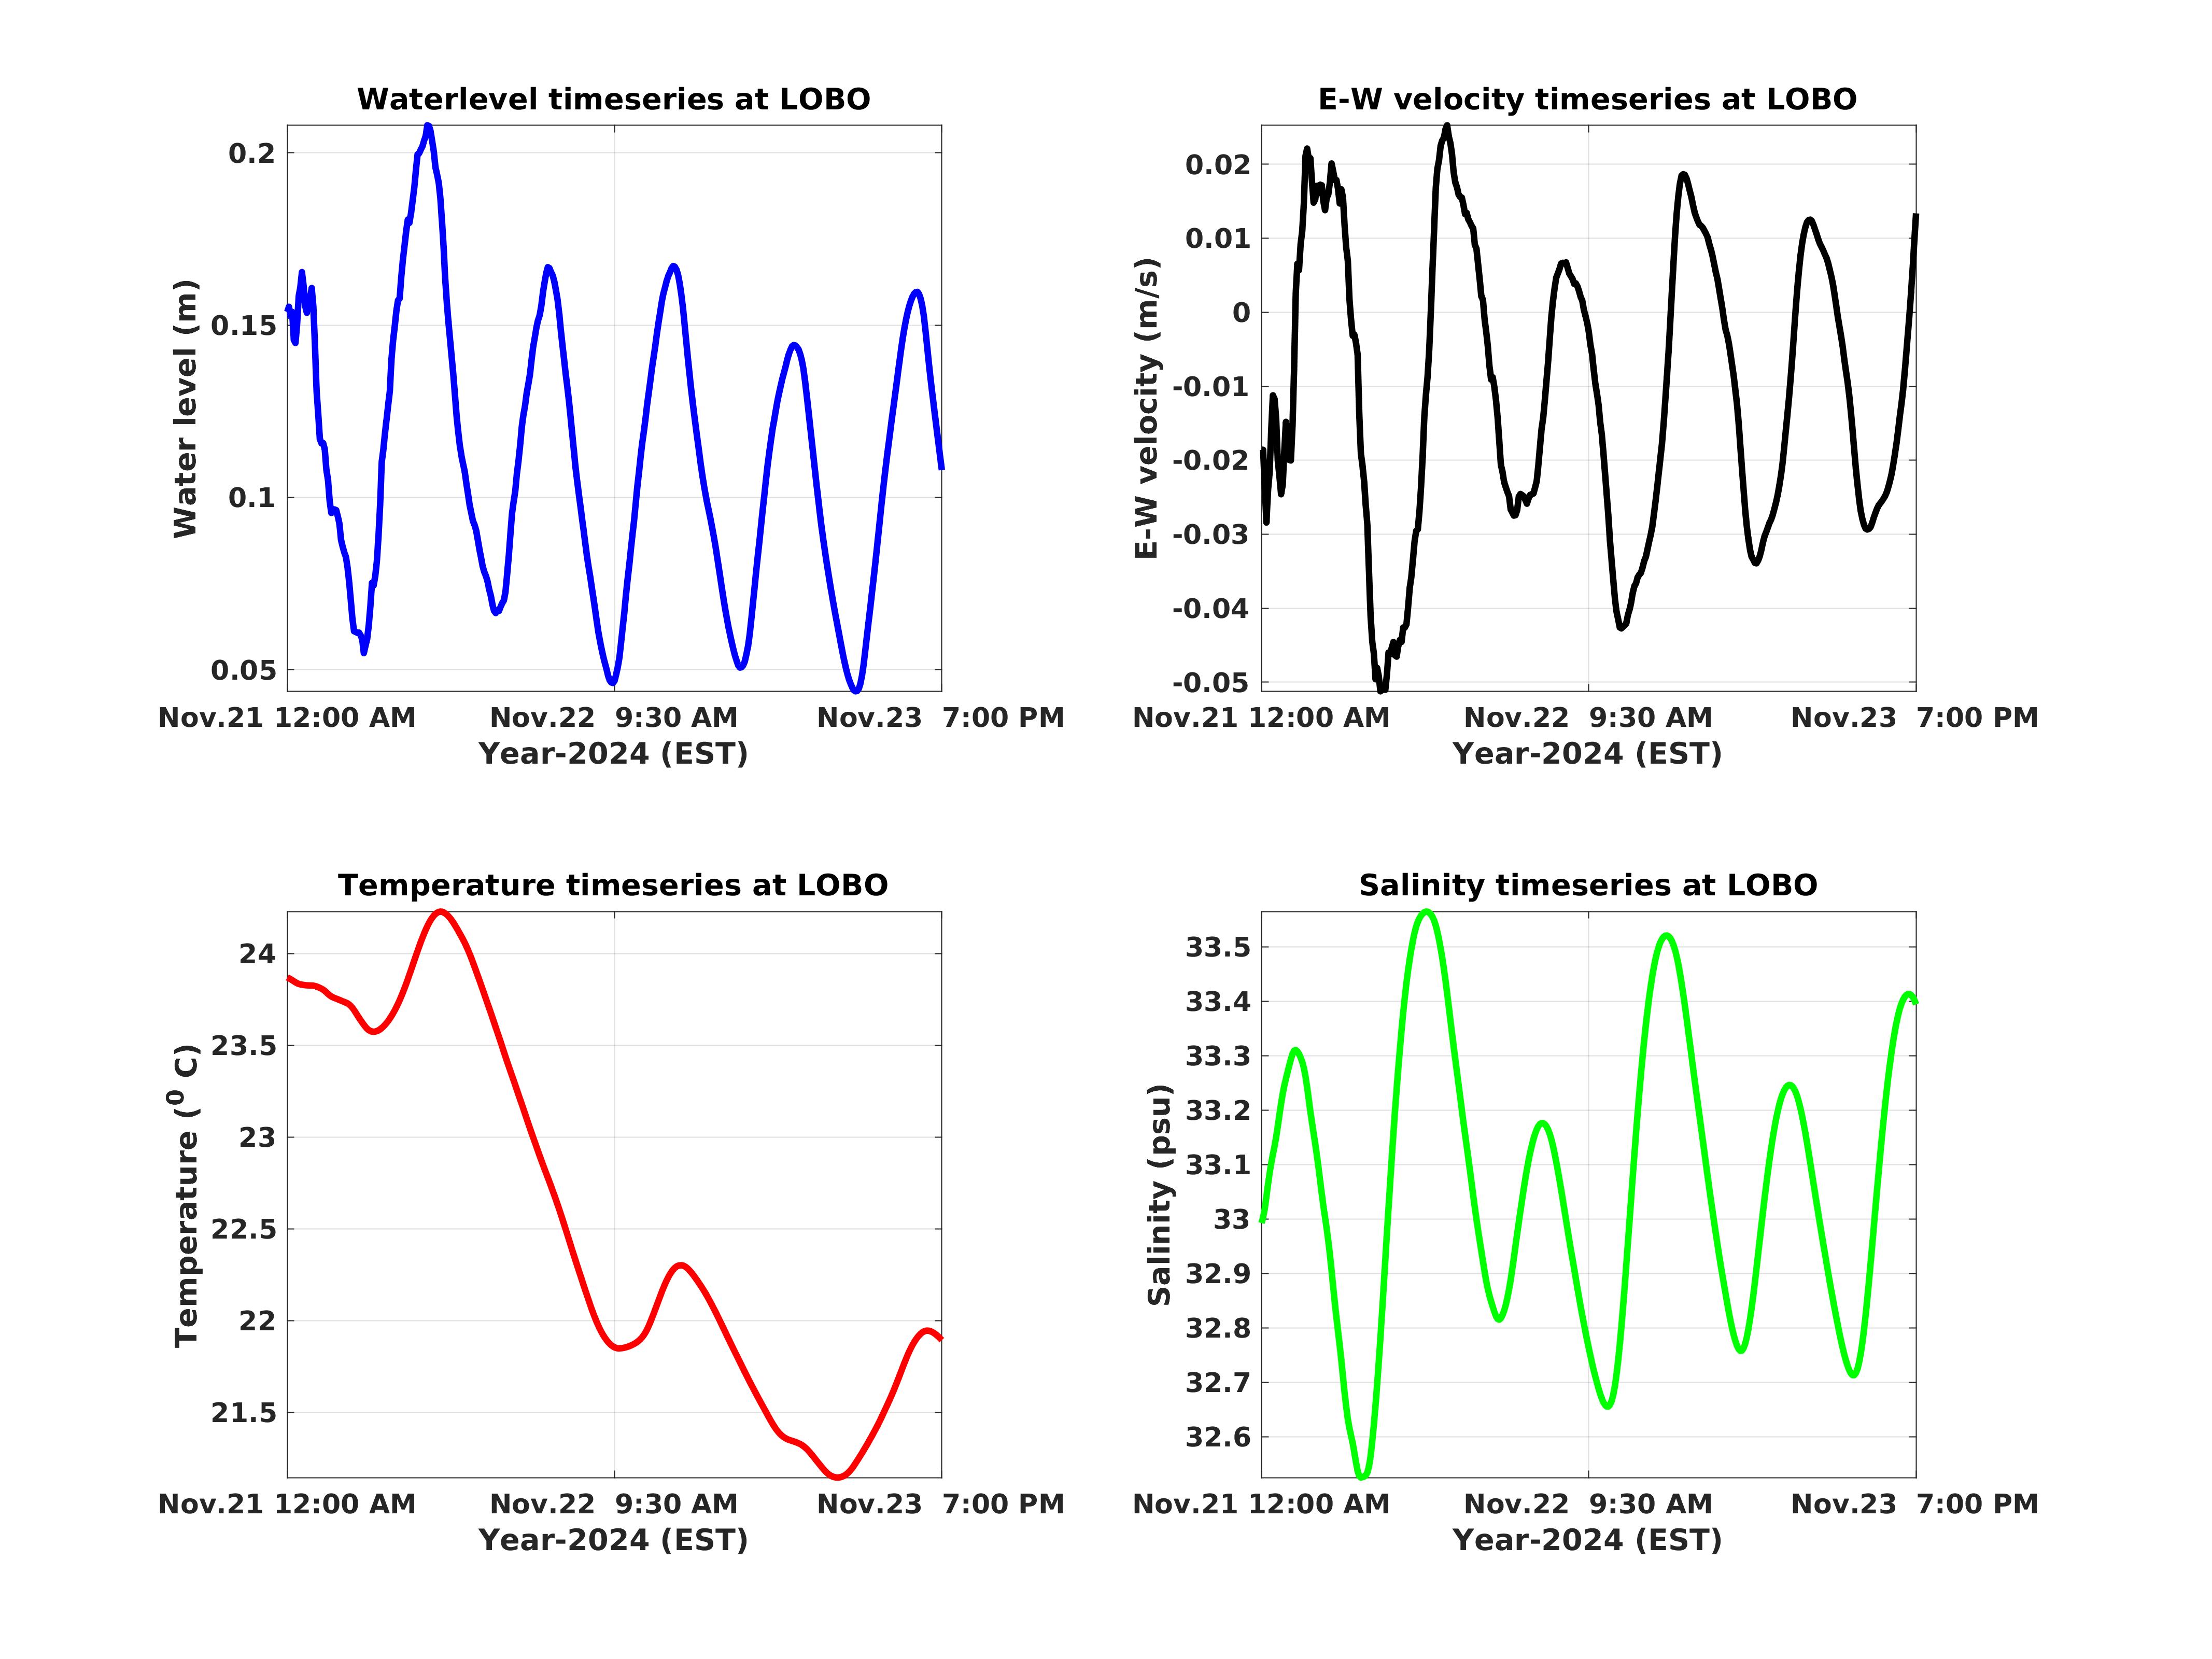 Waterlevel timeseries at LOBO
0.2
0.15
0.1
0.05
Water level (m)
Nov.21 12:00 AM Nov.22 9:30 AM Nov.23 7:00 PM
Year-2024 (EST)
E-W velocity timeseries at LOBO
0.02
0.01
0
-0.01
-0.02
-0.03
-0.04
-0.05
E-W velocity (m/s)
Nov.21 12:00 AM Nov.22 9:30 AM Nov.23 7:00 PM
Year-2024 (EST)
Temperature timeseries at LOBO
24
23.5
23
22.5
22
21.5
Temperature (⁰ C)
Nov.21 12:00 AM Nov.22 9:30 AM Nov.23 7:00 PM
Year-2024 (EST)
Salinity timeseries at LOBO
33.5
33.4
33.3
33.2
33.1
33
32.9
32.8
32.7
32.6
Salinity (psu)
Nov.21 12:00 AM Nov.22 9:30 AM Nov.23 7:00 PM
Year-2024 (EST)